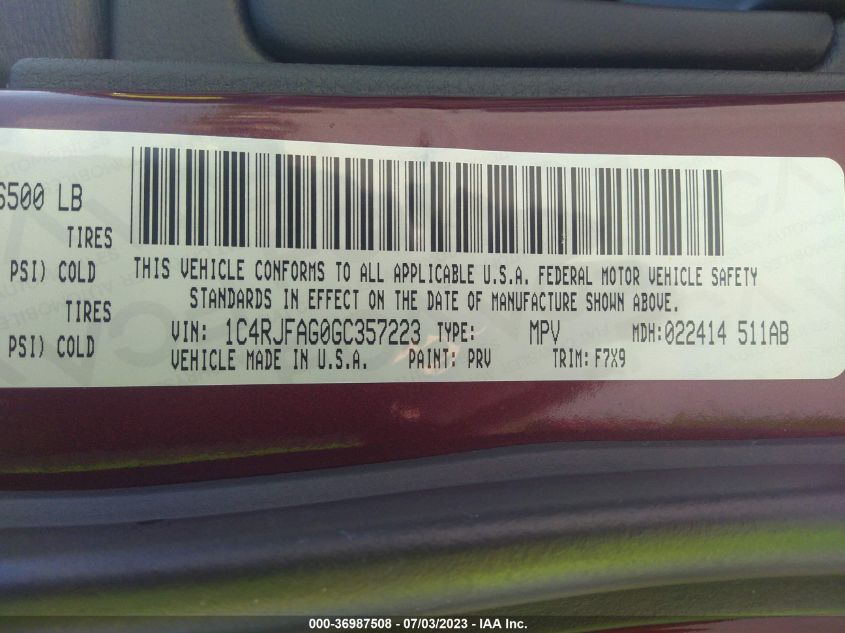 6500 LB
TIRES
PSI) COLD
TIRES
PSI) COLD
THIS VEHICLE CONFORMS TO ALL APPLICABLE U.S.A. FEDERAL MOTOR VEHICLE SAFETY
STANDARDS IN EFFECT ON THE DATE OF MANUFACTURE SHOWN ABOVE.
VIN: 1C4RJFAG0GC357223 TYPE: MPV MDH:022414 511AB
VEHICLE MADE IN U.S.A. PAINT: PRV TRIM: F7X9
000-36987508 - 07/03/2023 - IAA Inc.